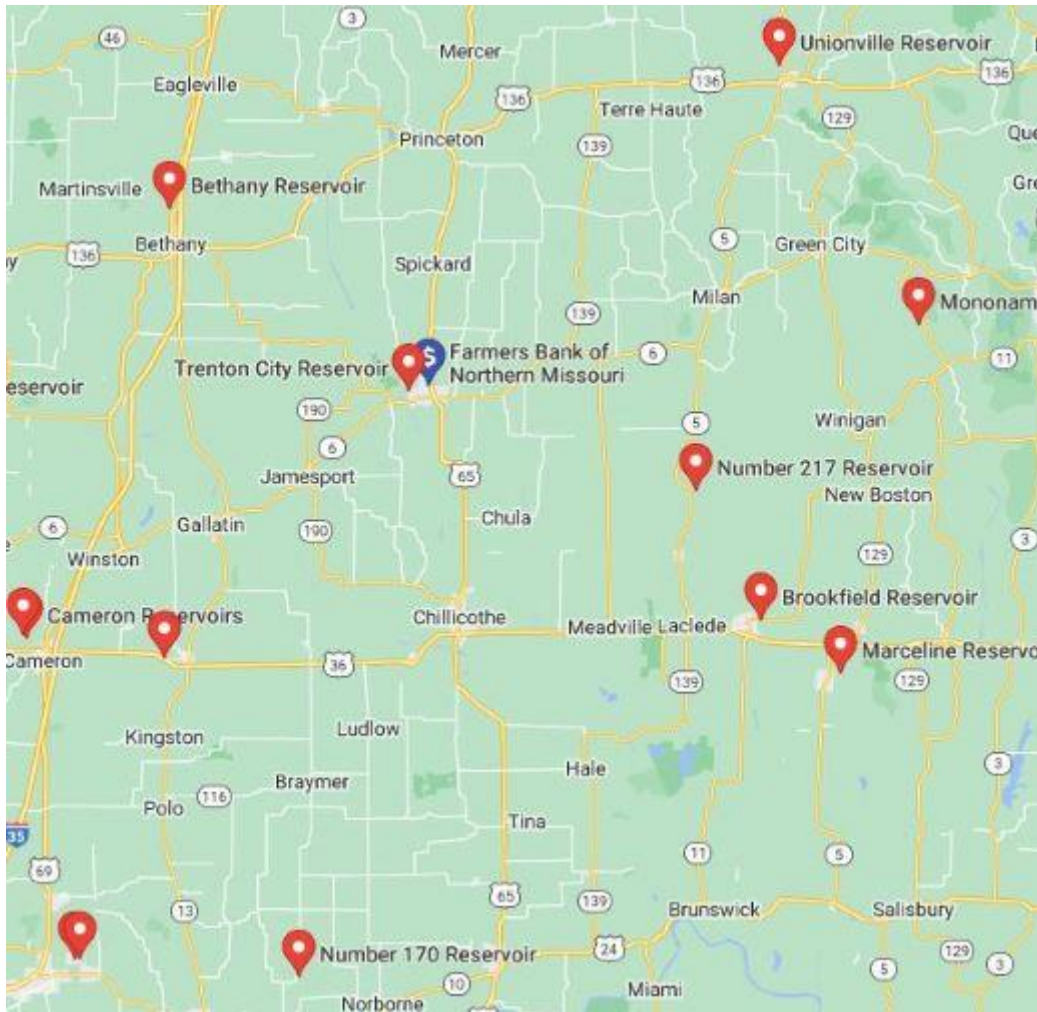 3
46
Mercer
Unionville Reservoir
Eagleville
136
136
136
Terre Haute
129
Que
Princeton
139
Martinsville
Bethany Reservoir
Gre
Bethany
5
Green City
136
Spickard
Milan
Mononam
139
Trenton City Reservoir
$
Farmers Bank of
Northern Missouri
6
11
eservoir
190
5
Winigan
6
Jamesport
65
Number 217 Reservoir
New Boston
Gallatin
Chula
6
190
3
Winston
129
Cameron Reservoirs
Chillicothe
Meadville
Laclede
Brookfield Reservoir
Cameron
36
Marceline Reservo
139
129
Kingston
Ludlow
Hale
3
Braymer
116
Polo
Tina
35
11
5
69
65
13
139
Brunswick
Salisbury
Number 170 Reservoir
24
129
3
10
5
Norborne
Miami